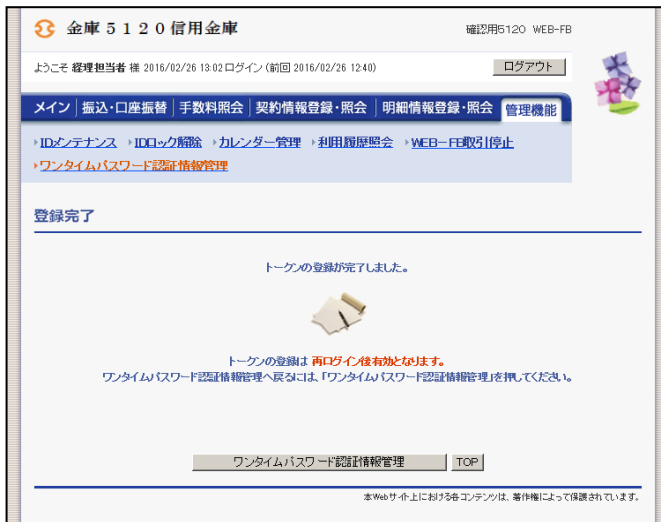 金庫５１２０信用金庫
確認用5120 WEB-FB
ようこそ 経理担当者 様 2016/02/26 13:02 ログイン (前回 2016/02/26 12:40)
ログアウト
メイン 振込・口座振替 手数料照会 契約情報登録・照会 明細情報登録・照会 管理機能
IDメンテナンス IDロック解除 カレンダー管理 利用履歴照会 WEB－FB取引停止
ワンタイムパスワード認証情報管理
登録完了
トークンの登録が完了しました。
トークンの登録は 再ログイン後有効となります。
ワンタイムパスワード認証情報管理へ戻るには、「ワンタイムパスワード認証情報管理」を押してください。
ワンタイムパスワード認証情報管理 TOP
本Webサイト上における各コンテンツは、著作権によって保護されています。